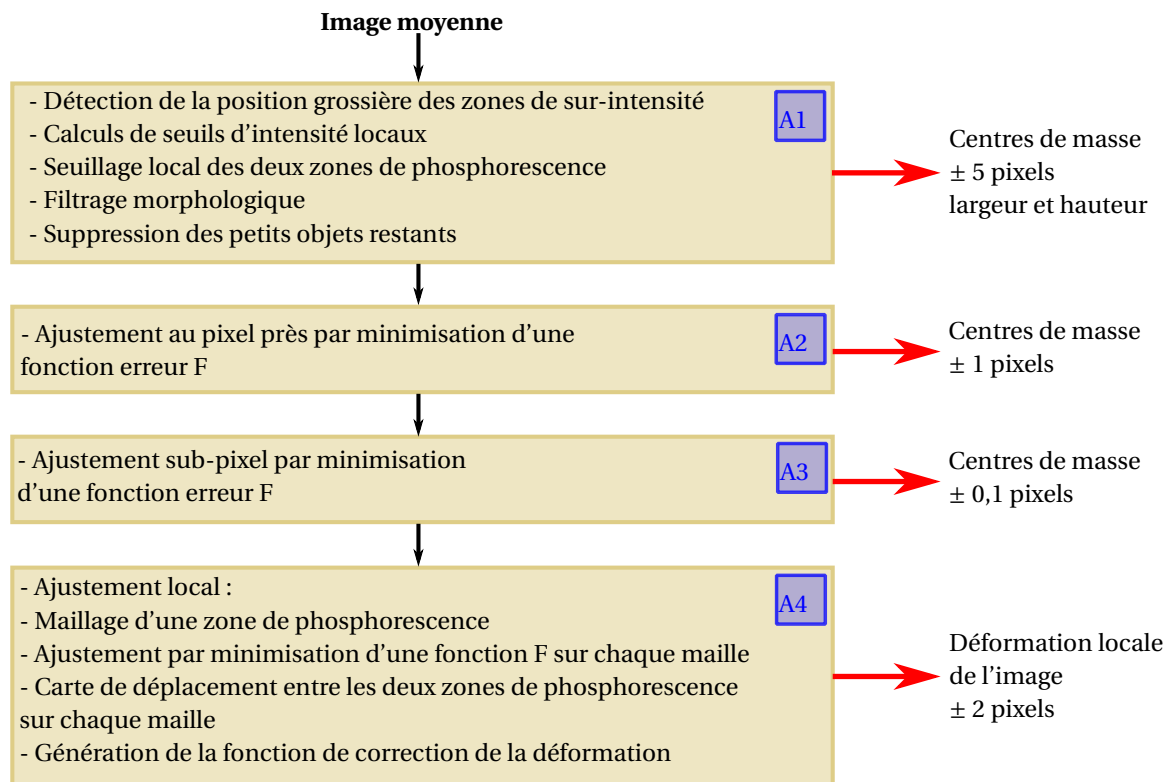 Image moyenne
- Détection de la position grossière des zones de sur-intensité
- Calculs de seuils d'intensité locaux
- Seuillage local des deux zones de phosphorescence
- Filtrage morphologique
- Suppression des petits objets restants
A1
Centres de masse
± 5 pixels
largeur et hauteur
- Ajustement au pixel près par minimisation d'une
fonction erreur F
A2
Centres de masse
± 1 pixels
- Ajustement sub-pixel par minimisation
d'une fonction erreur F
A3
Centres de masse
± 0,1 pixels
- Ajustement local :
- Maillage d'une zone de phosphorescence
- Ajustement par minimisation d'une fonction F sur chaque maille
- Carte de déplacement entre les deux zones de phosphorescence
sur chaque maille
- Génération de la fonction de correction de la déformation
A4
Déformation locale
de l'image
± 2 pixels